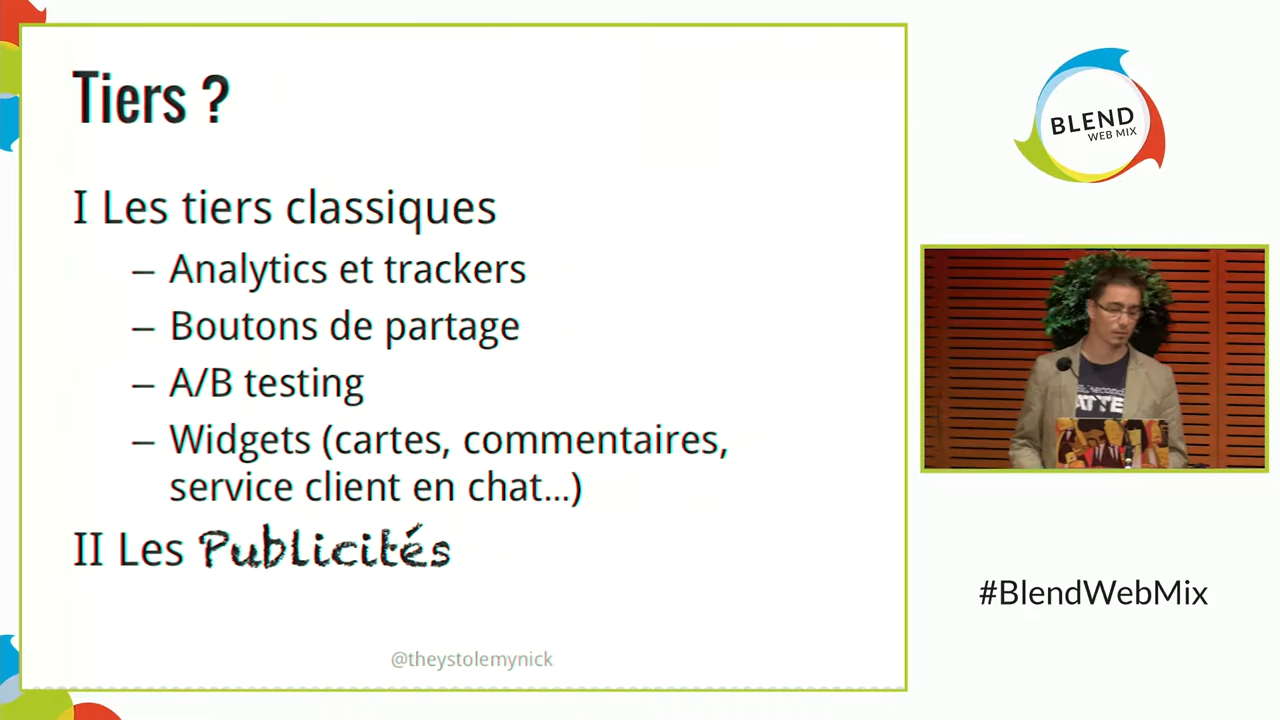 Tiers ?
I Les tiers classiques
– Analytics et trackers
– Boutons de partage
– A/B testing
– Widgets (cartes, commentaires,
service client en chat...)
II Les Publicités
@theystolemynick
BLEND
WEB MIX
#BlendWebMix